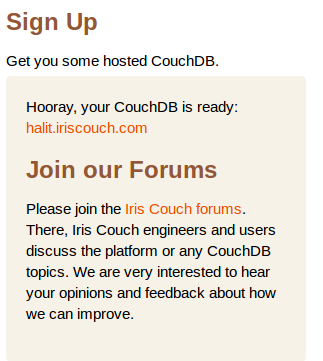 Sign Up
Get you some hosted CouchDB.
Hooray, your CouchDB is ready:
halit.iriscouch.com
Join our Forums
Please join the Iris Couch forums.
There, Iris Couch engineers and users
discuss the platform or any CouchDB
topics. We are very interested to hear
your opinions and feedback about how
we can improve.